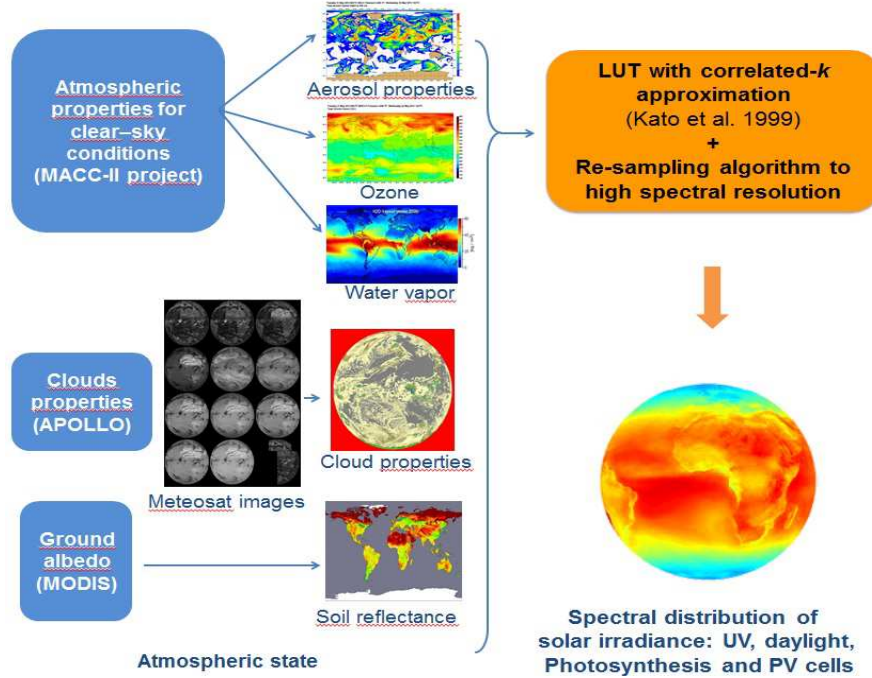 Atmospheric
properties for
clear–sky
conditions
(MACC-II project)
Aerosol properties
Ozone
Water vapor
Clouds
properties
(APOLLO)
Meteosat images
Cloud properties
Ground
albedo
(MODIS)
Soil reflectance
Atmospheric state
LUT with correlated-k
approximation
(Kato et al. 1999)
+
Re-sampling algorithm to
high spectral resolution
Spectral distribution of
solar irradiance: UV, daylight,
Photosynthesis and PV cells